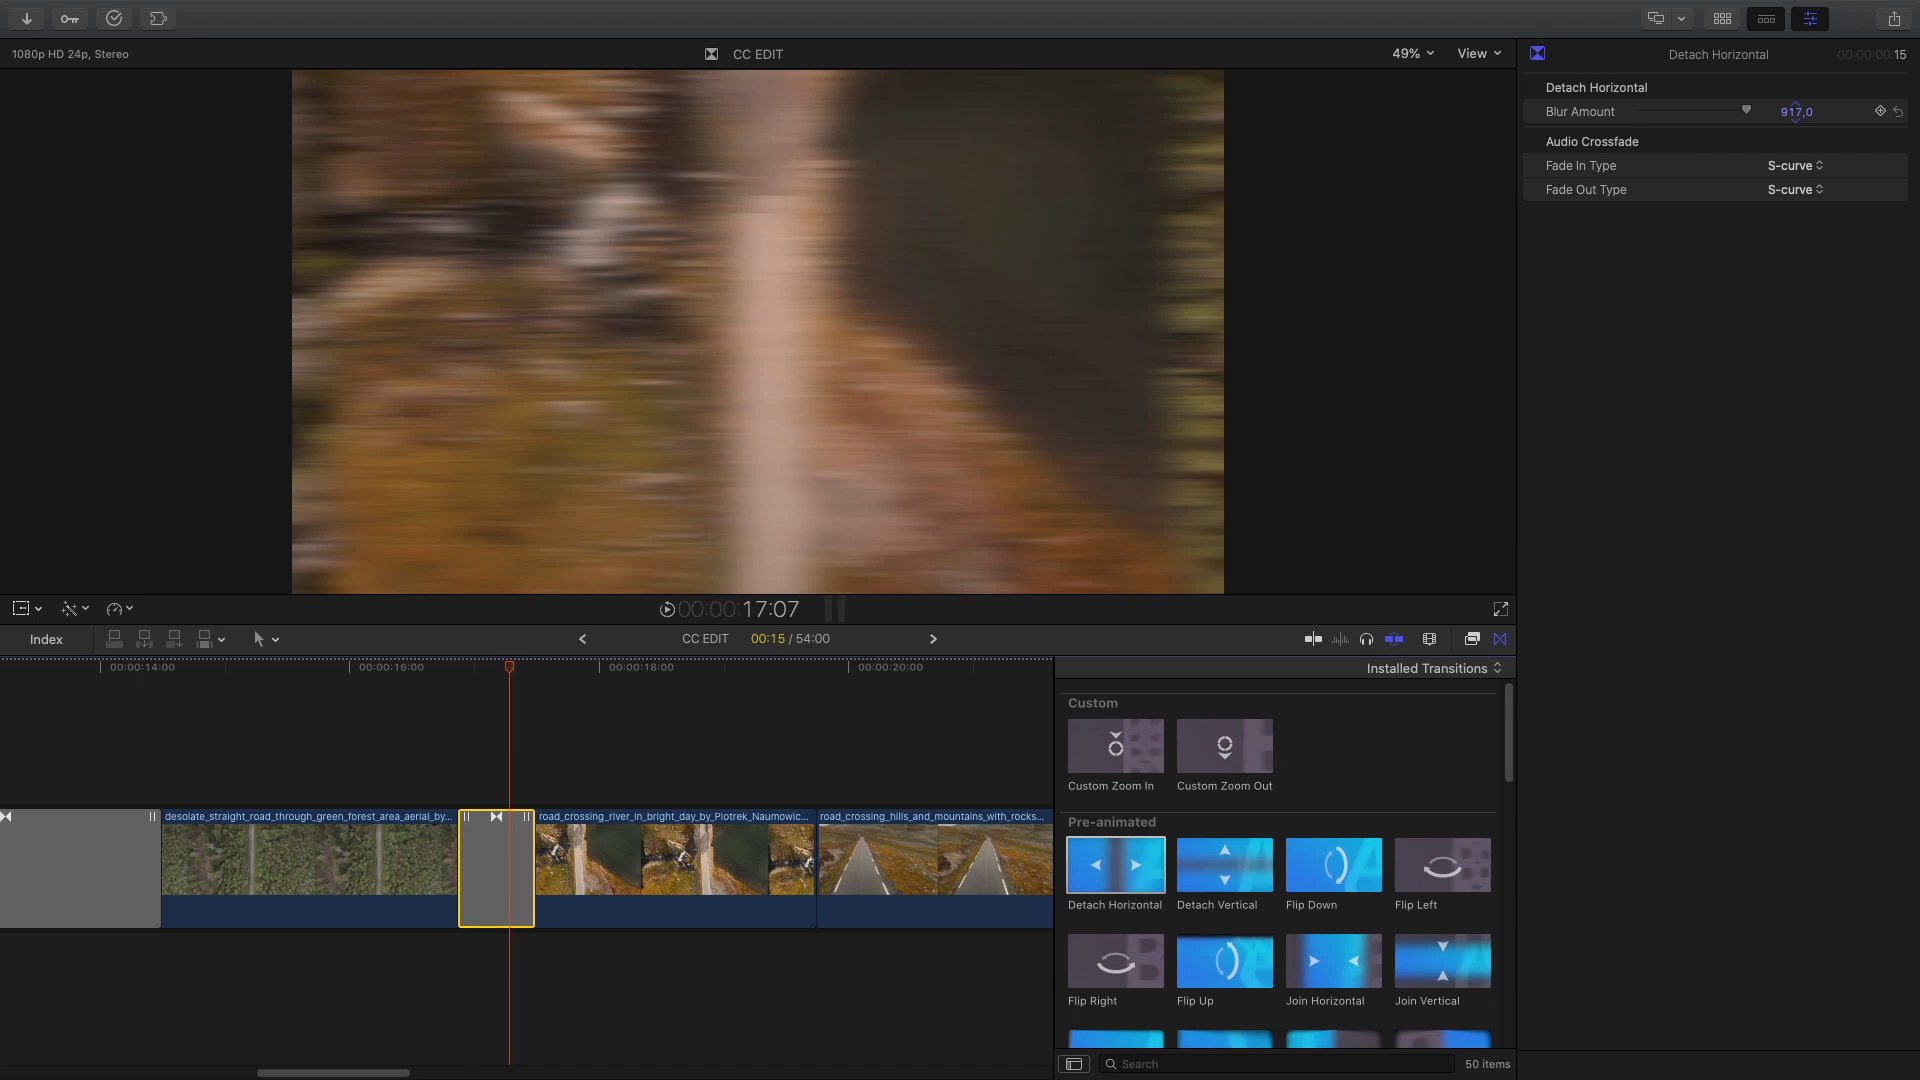 1080p HD 24p, Stereo
CC EDIT
49%
View
Detach Horizontal
00:00:00:15
Detach Horizontal
Blur Amount
917,0
Audio Crossfade
Fade In Type
S-curve
Fade Out Type
S-curve
00:00:17:07
Index
CC EDIT
00:15 / 54:00
00:00:14:00
00:00:16:00
00:00:18:00
00:00:20:00
Installed Transitions
Custom
Custom Zoom In
Custom Zoom Out
desolate_straight_road_through_green_forest_area_aerial_by...
road_crossing_river_in_bright_day_by_Piotrek_Naumowic...
road_crossing_hills_and_mountains_with_rocks...
Pre-animated
Detach Horizontal
Detach Vertical
Flip Down
Flip Left
Flip Right
Flip Up
Join Horizontal
Join Vertical
Search
50 items